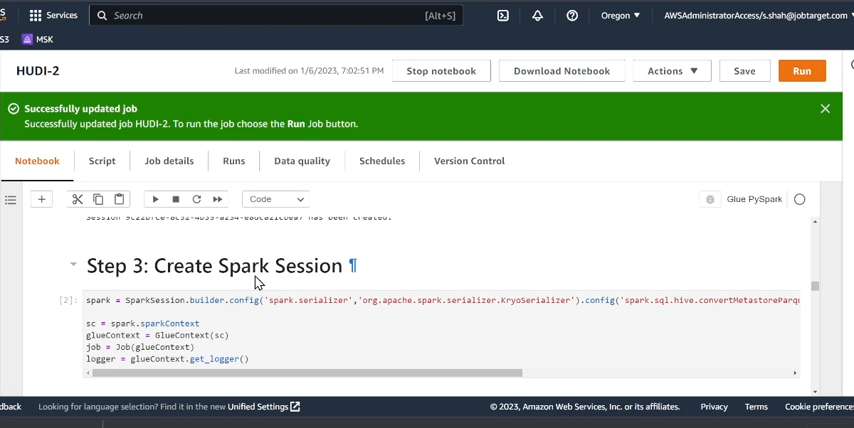 Services
Search
[Alt+S]
Oregon
AWSAdministratorAccess/s.shah@jobtarget.com
S3
MSK
HUDI-2
Last modified on 1/6/2023, 7:02:51 PM
Stop notebook
Download Notebook
Actions
Save
Run
Successfully updated job
Successfully updated job HUDI-2. To run the job choose the Run Job button.
Notebook
Script
Job details
Runs
Data quality
Schedules
Version Control
Code
Glue PySpark
has been created.
Step 3: Create Spark Session ¶
[2]:
spark = SparkSession.builder.config('spark.serializer','org.apache.spark.serializer.KryoSerializer').config('spark.sql.hive.convertMetastoreParqu
sc = spark.sparkContext
glueContext = GlueContext(sc)
job = Job(glueContext)
logger = glueContext.get_logger()
dback
Looking for language selection? Find it in the new Unified Settings
© 2023, Amazon Web Services, Inc. or its affiliates.
Privacy
Terms
Cookie preferences